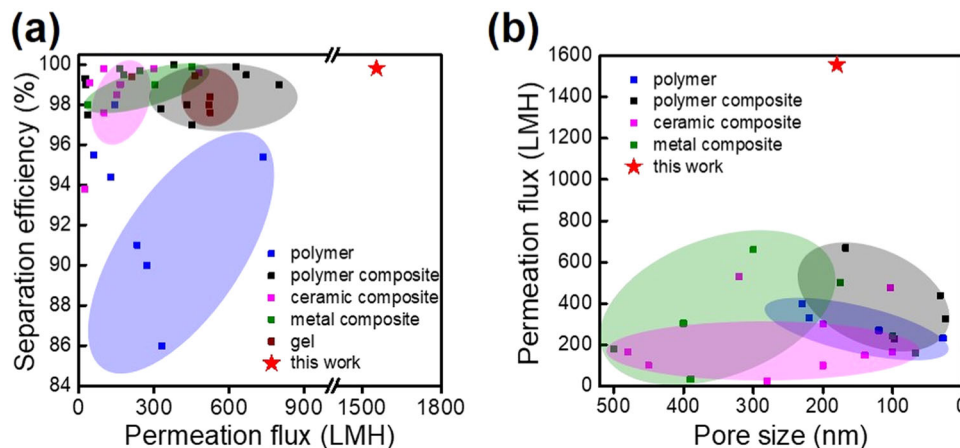 (a)
Separation efficiency (%)
100
98
96
94
92
90
88
86
84
0
300
600
900
1500
1800
Permeation flux (LMH)
polymer
polymer composite
ceramic composite
metal composite
gel
this work
(b)
Permeation flux (LMH)
1600
1400
1200
1000
800
600
400
200
0
500
400
300
200
100
0
Pore size (nm)
polymer
polymer composite
ceramic composite
metal composite
this work